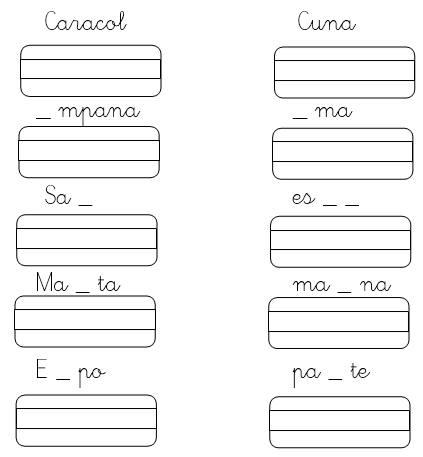 Caracol Cuna
_ mpana _ ma
Sa _ es _ _
Ma _ ta ma _ na
E _ po pa _ te